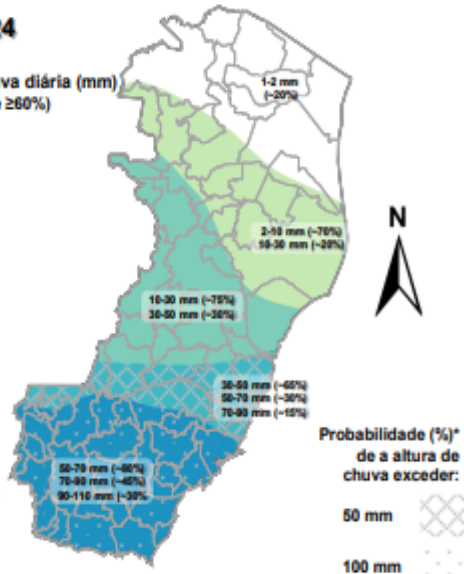 24
va diária (mm)
≥60%)
1-2 mm
(~20%)
2-10 mm (~70%)
10-30 mm (~20%)
N
10-30 mm (~75%)
30-50 mm (~30%)
30-50 mm (~65%)
50-70 mm (~30%)
70-90 mm (~15%)
50-70 mm (~60%)
70-90 mm (~45%)
90-110 mm (~30%
Probabilidade (%)*
de a altura de
chuva exceder:
50 mm
100 mm